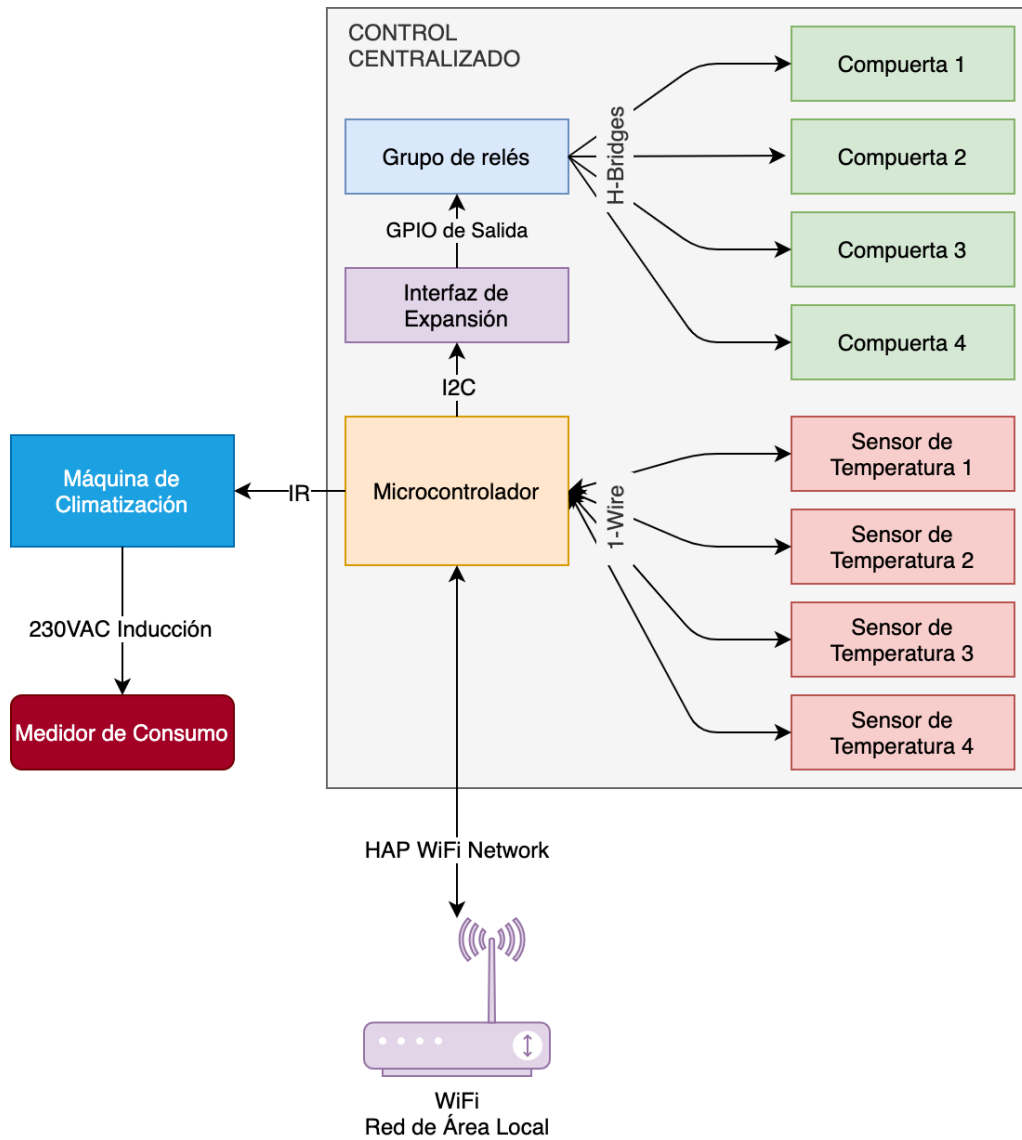 CONTROL
CENTRALIZADO
Grupo de relés
H-Bridges
Compuerta 1
Compuerta 2
Compuerta 3
Compuerta 4
GPIO de Salida
Interfaz de
Expansión
I2C
Microcontrolador
1-Wire
Sensor de
Temperatura 1
Sensor de
Temperatura 2
Sensor de
Temperatura 3
Sensor de
Temperatura 4
IR
Máquina de
Climatización
230VAC Inducción
Medidor de Consumo
HAP WiFi Network
WiFi
Red de Área Local